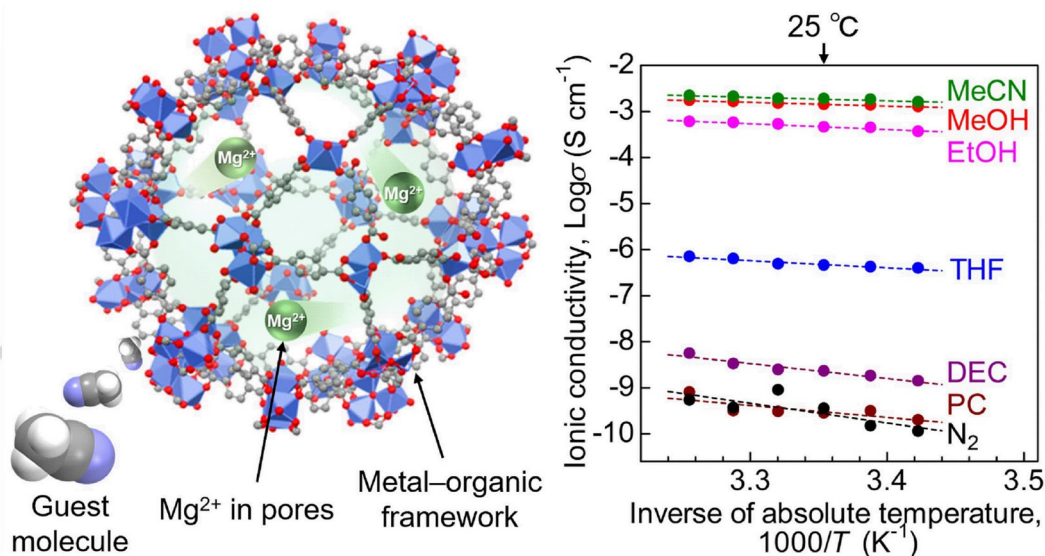 Mg²⁺
Mg²⁺
Mg²⁺
Guest
molecule
Mg²⁺ in pores
Metal–organic
framework
25 °C
Ionic conductivity, Logσ (S cm⁻¹)
-2
-3
-4
-5
-6
-7
-8
-9
-10
MeCN
MeOH
EtOH
THF
DEC
PC
N₂
3.3
3.4
3.5
Inverse of absolute temperature,
1000/T (K⁻¹)